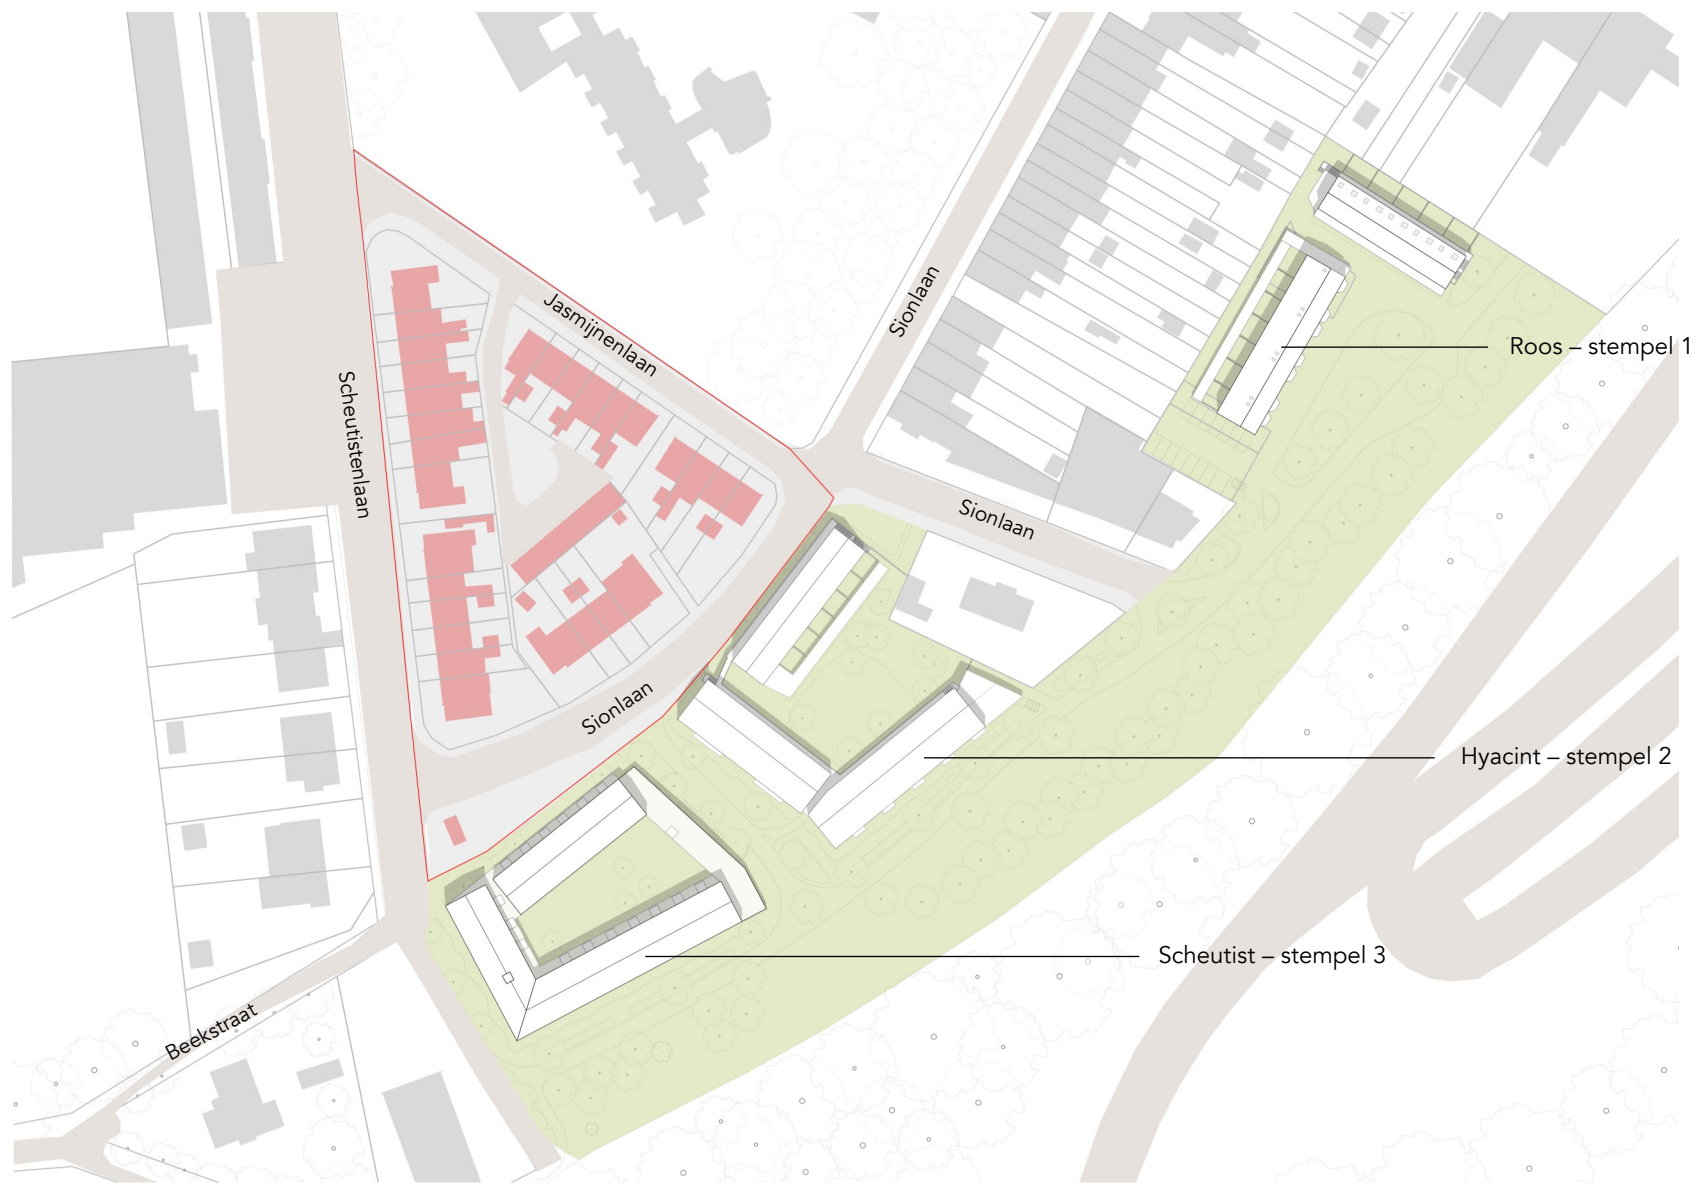 Sionlaan
Jasmijnenlaan
Roos – stempel 1
Scheutistenlaan
Sionlaan
Sionlaan
Hyacint – stempel 2
Scheutist – stempel 3
Beekstraat